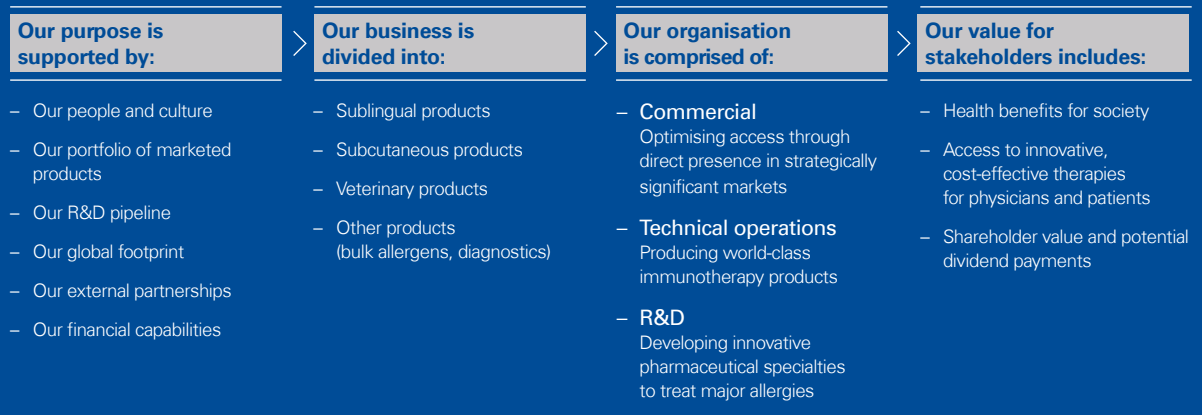 Our purpose is
supported by:
– Our people and culture
– Our portfolio of marketed
products
– Our R&D pipeline
– Our global footprint
– Our external partnerships
– Our financial capabilities
Our business is
divided into:
– Sublingual products
– Subcutaneous products
– Veterinary products
– Other products
(bulk allergens, diagnostics)
Our organisation
is comprised of:
– Commercial
Optimising access through
direct presence in strategically
significant markets
– Technical operations
Producing world-class
immunotherapy products
– R&D
Developing innovative
pharmaceutical specialties
to treat major allergies
Our value for
stakeholders includes:
– Health benefits for society
– Access to innovative,
cost-effective therapies
for physicians and patients
– Shareholder value and potential
dividend payments